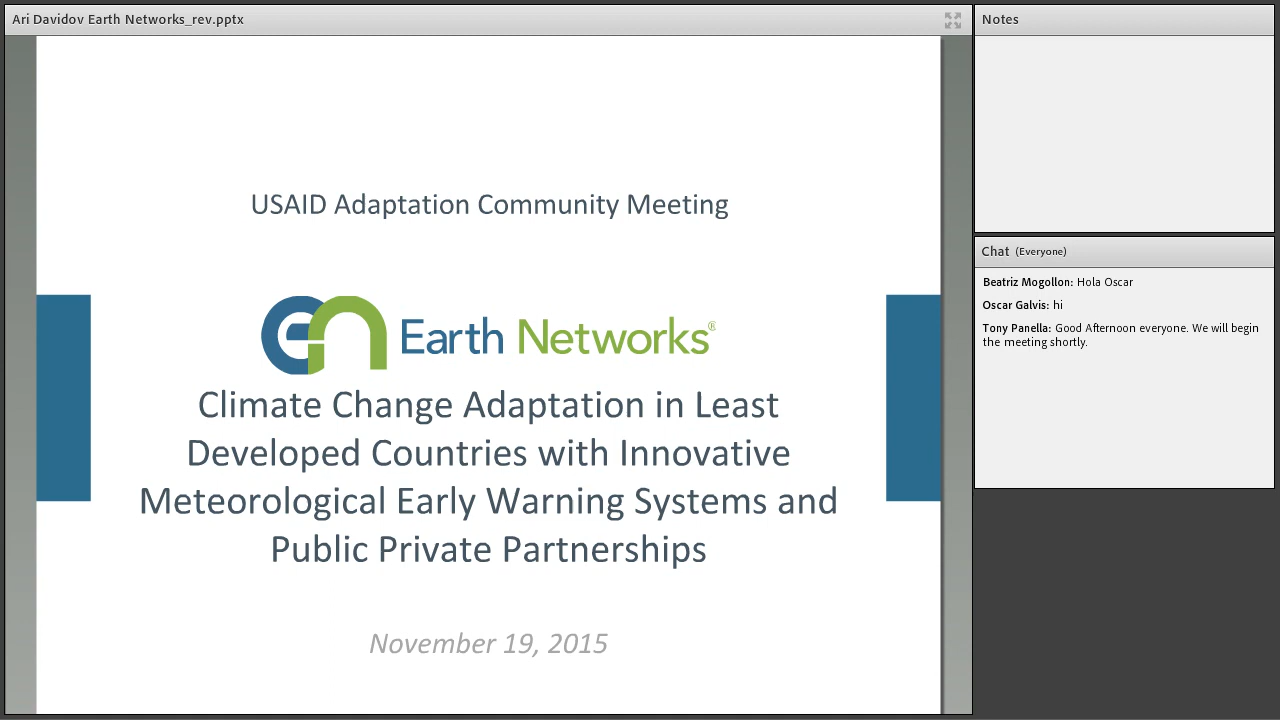 Ari Davidov Earth Networks_rev.pptx
USAID Adaptation Community Meeting
en Earth Networks®
Climate Change Adaptation in Least
Developed Countries with Innovative
Meteorological Early Warning Systems and
Public Private Partnerships
November 19, 2015
Notes
Chat (Everyone)
Beatriz Mogollon: Hola Oscar
Oscar Galvis: hi
Tony Panella: Good Afternoon everyone. We will begin
the meeting shortly.